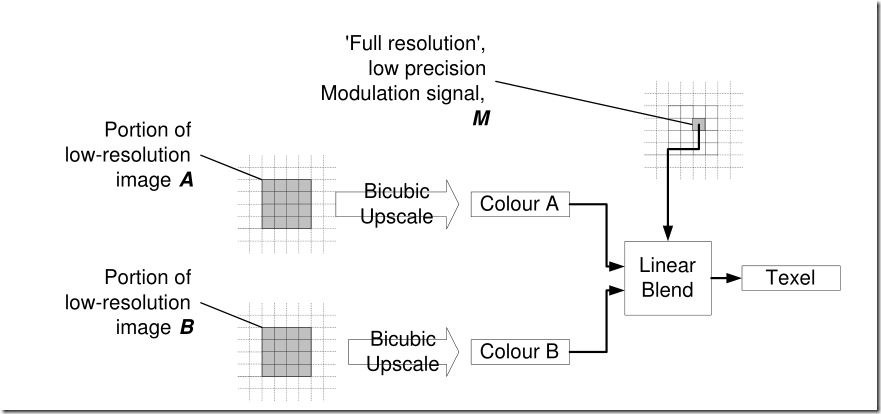 'Full resolution',
low precision
Modulation signal,
M
Portion of
low-resolution
image A
Bicubic
Upscale
Colour A
Linear
Blend
Texel
Portion of
low-resolution
image B
Bicubic
Upscale
Colour B